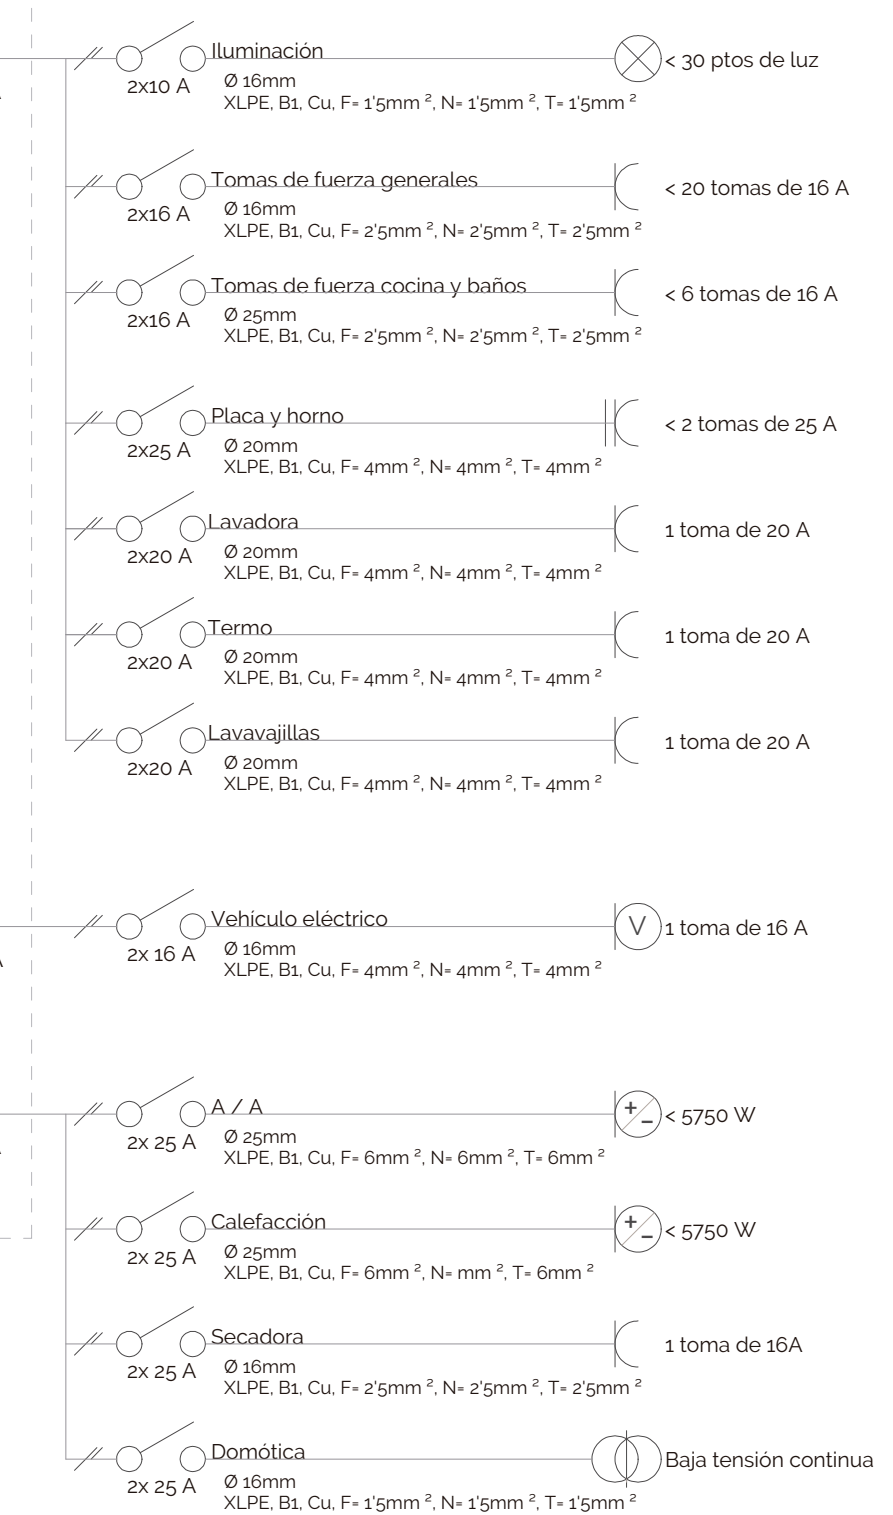 Iluminación
< 30 ptos de luz
2x10 A
Ø 16mm
XLPE, B1, Cu, F= 1'5mm ², N= 1'5mm ², T= 1'5mm ²
Tomas de fuerza generales
< 20 tomas de 16 A
2x16 A
Ø 16mm
XLPE, B1, Cu, F= 2'5mm ², N= 2'5mm ², T= 2'5mm ²
Tomas de fuerza cocina y baños
< 6 tomas de 16 A
2x16 A
Ø 25mm
XLPE, B1, Cu, F= 2'5mm ², N= 2'5mm ², T= 2'5mm ²
Placa y horno
< 2 tomas de 25 A
2x25 A
Ø 20mm
XLPE, B1, Cu, F= 4mm ², N= 4mm ², T= 4mm ²
Lavadora
1 toma de 20 A
2x20 A
Ø 20mm
XLPE, B1, Cu, F= 4mm ², N= 4mm ², T= 4mm ²
Termo
1 toma de 20 A
2x20 A
Ø 20mm
XLPE, B1, Cu, F= 4mm ², N= 4mm ², T= 4mm ²
Lavavajillas
1 toma de 20 A
2x20 A
Ø 20mm
XLPE, B1, Cu, F= 4mm ², N= 4mm ², T= 4mm ²
Vehículo eléctrico
V
1 toma de 16 A
2x 16 A
Ø 16mm
XLPE, B1, Cu, F= 4mm ², N= 4mm ², T= 4mm ²
A / A
+ -
< 5750 W
2x 25 A
Ø 25mm
XLPE, B1, Cu, F= 6mm ², N= 6mm ², T= 6mm ²
Calefacción
+ -
< 5750 W
2x 25 A
Ø 25mm
XLPE, B1, Cu, F= 6mm ², N= mm ², T= 6mm ²
Secadora
1 toma de 16A
2x 25 A
Ø 16mm
XLPE, B1, Cu, F= 2'5mm ², N= 2'5mm ², T= 2'5mm ²
Domótica
Baja tensión continua
2x 25 A
Ø 16mm
XLPE, B1, Cu, F= 1'5mm ², N= 1'5mm ², T= 1'5mm ²